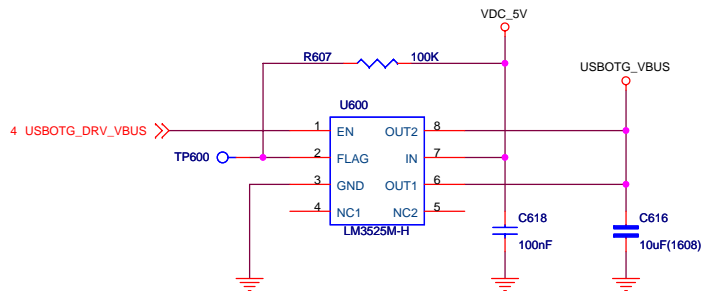 VDC_5V
R607 100K
USBOTG_VBUS
U600
4 USBOTG_DRV_VBUS
1 EN OUT2 8
TP600
2 FLAG IN 7
3 GND OUT1 6
4 NC1 NC2 5
LM3525M-H
C618
100nF
C616
10uF(1608)